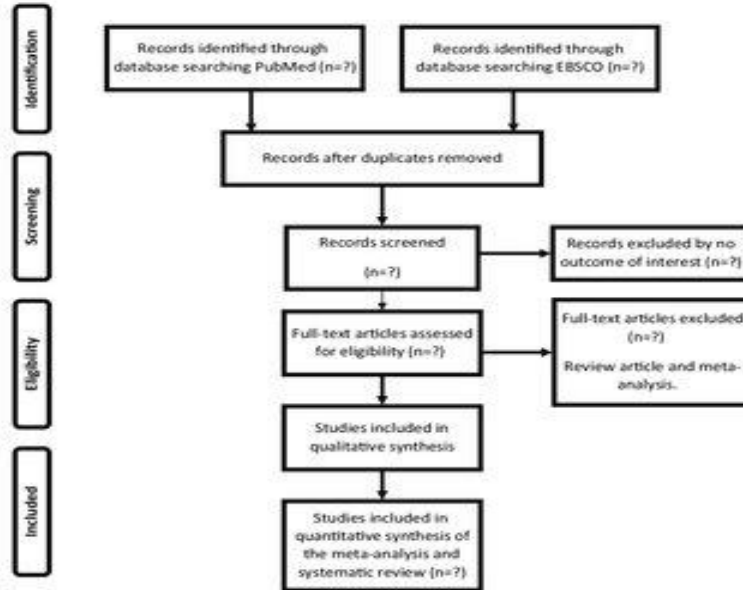 Identification
Records identified through
database searching PubMed (n=?)
Records identified through
database searching EBSCO (n=?)
Records after duplicates removed
Screening
Records screened
(n=?)
Records excluded by no
outcome of interest (n=?)
Eligibility
Full-text articles assessed
for eligibility (n=?)
Full-text articles excluded
(n=?)
Review article and meta-
analysis.
Studies included in
qualitative synthesis
Included
Studies included in
quantitative synthesis of
the meta-analysis and
systematic review (n=?)